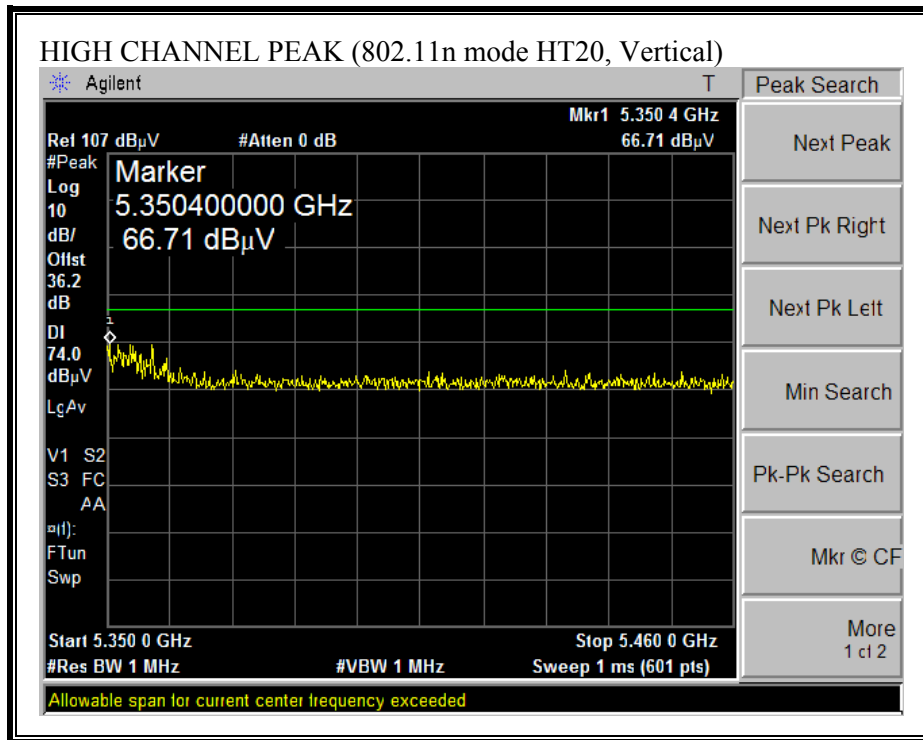 HIGH CHANNEL PEAK (802.11n mode HT20, Vertical)
Agilent T
Peak Search
Mkr1 5.350 4 GHz
Ref 107 dBµV #Atten 0 dB 66.71 dBµV
Next Peak
#Peak
Log
10
dB/
Offst
36.2
dB
DI
74.0
dBµV
LgAv
V1 S2
S3 FC
AA
¤(f):
FTun
Swp
Marker
5.350400000 GHz
66.71 dBµV
1
Next Pk Right
Next Pk Left
Min Search
Pk-Pk Search
Mkr © CF
More
1 of 2
Start 5.350 0 GHz Stop 5.460 0 GHz
#Res BW 1 MHz #VBW 1 MHz Sweep 1 ms (601 pts)
Allowable span for current center frequency exceeded